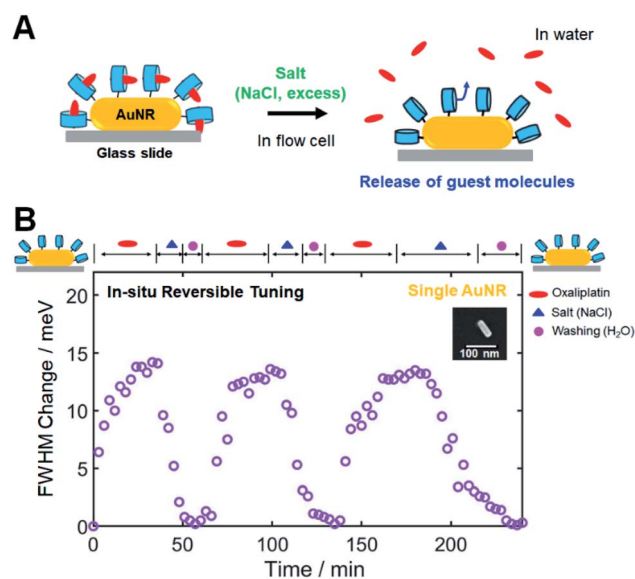 A
Salt
(NaCl, excess)
In flow cell
In water
AuNR
Glass slide
Release of guest molecules
B
In-situ Reversible Tuning
Single AuNR
100 nm
Oxaliplatin
Salt (NaCl)
Washing (H₂O)
FWHM Change / meV
20
15
10
5
0
0
50
100
150
200
Time / min